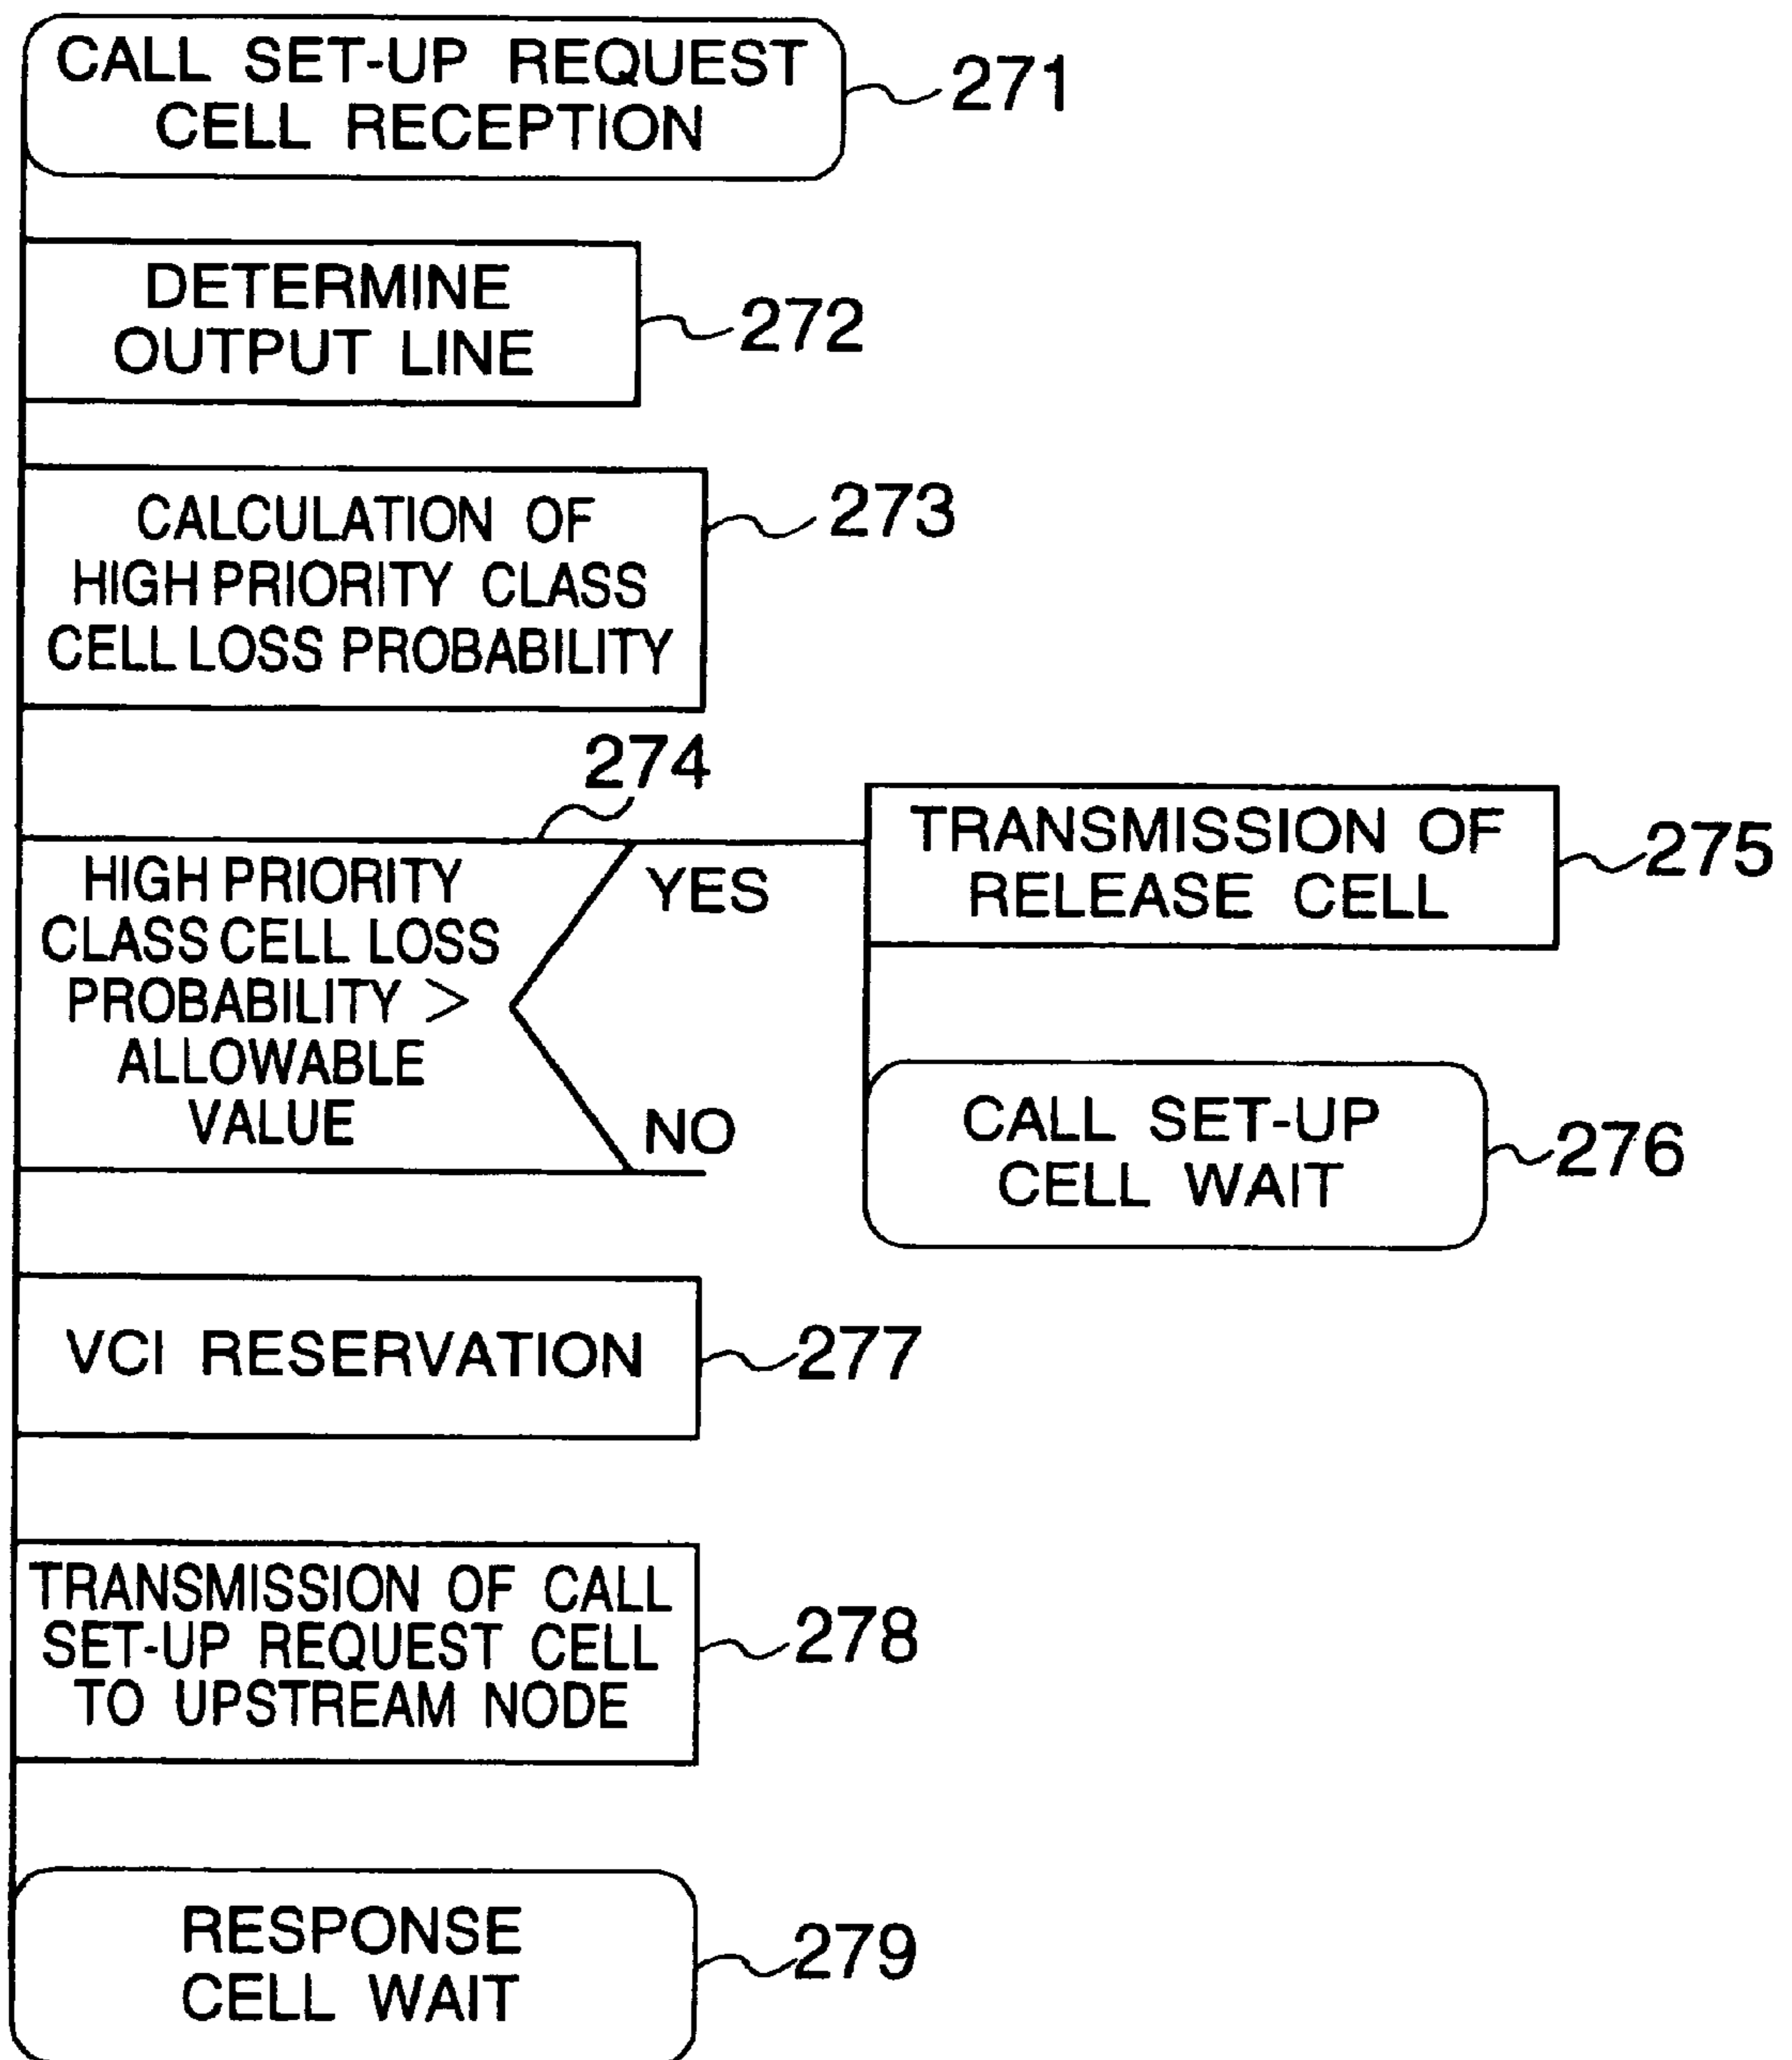 CALL SET-UP REQUEST
CELL RECEPTION
271
DETERMINE
OUTPUT LINE
272
CALCULATION OF
HIGH PRIORITY CLASS
CELL LOSS PROBABILITY
273
274
HIGH PRIORITY
CLASS CELL LOSS
PROBABILITY >
ALLOWABLE
VALUE
YES
NO
TRANSMISSION OF
RELEASE CELL
275
CALL SET-UP
CELL WAIT
276
VCI RESERVATION
277
TRANSMISSION OF CALL
SET-UP REQUEST CELL
TO UPSTREAM NODE
278
RESPONSE
CELL WAIT
279